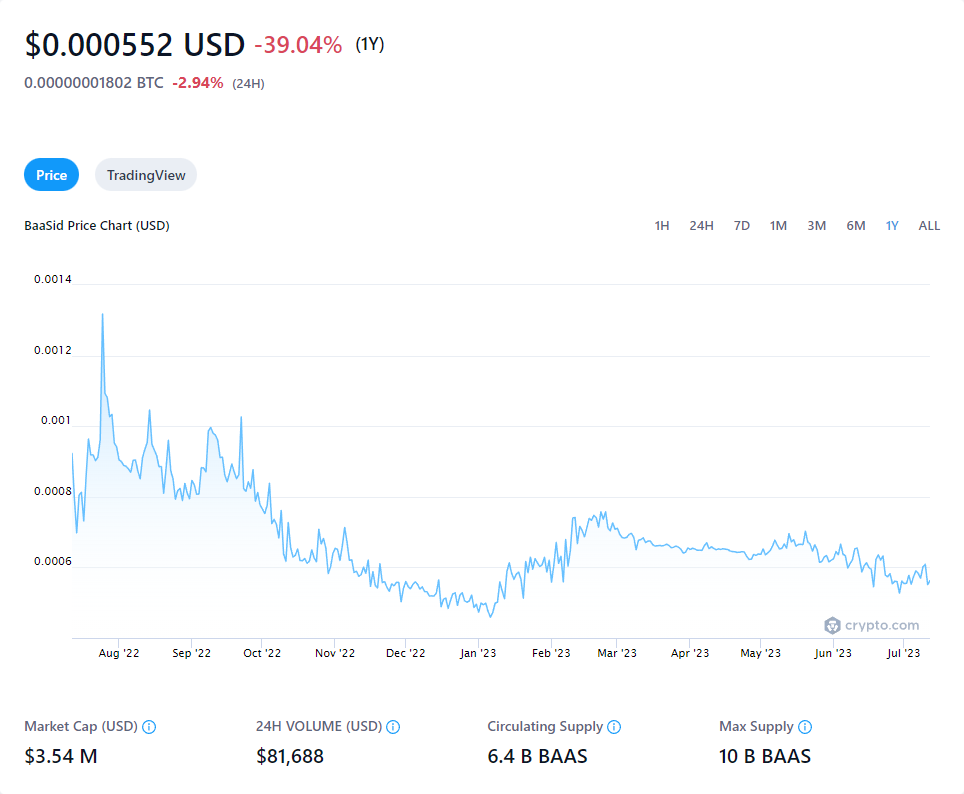 $0.000552 USD -39.04% (1Y)
0.00000001802 BTC -2.94% (24H)
Price TradingView
BaaSid Price Chart (USD) 1H 24H 7D 1M 3M 6M 1Y ALL
0.0014
0.0012
0.001
0.0008
0.0006
crypto.com
Aug '22 Sep '22 Oct '22 Nov '22 Dec '22 Jan '23 Feb '23 Mar '23 Apr '23 May '23 Jun '23 Jul '23
Market Cap (USD) 24H VOLUME (USD) Circulating Supply Max Supply
$3.54 M $81,688 6.4 B BAAS 10 B BAAS